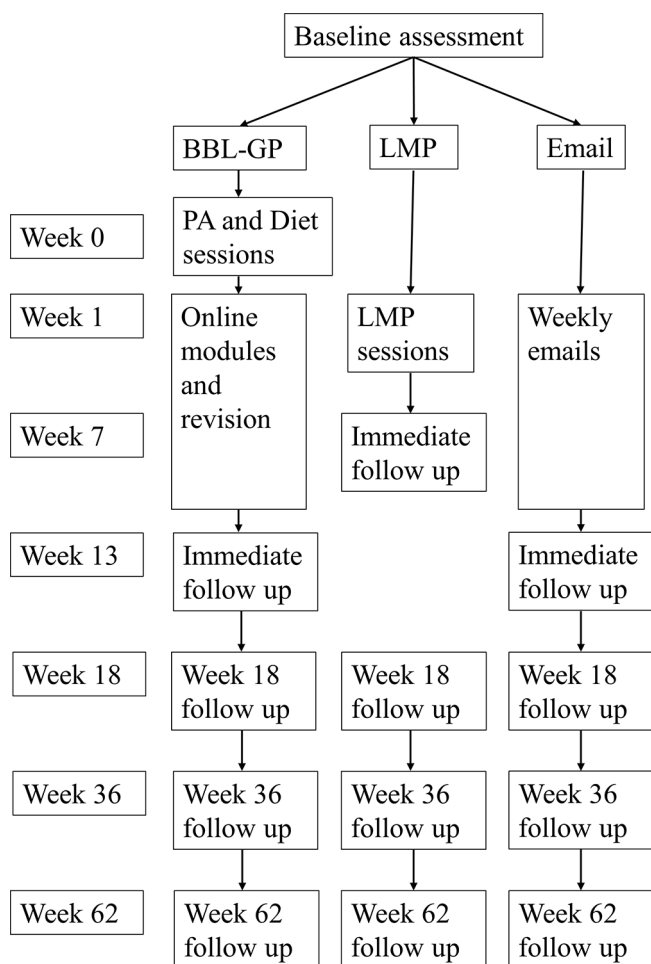 Baseline assessment
BBL-GP
LMP
Email
Week 0
PA and Diet
sessions
Week 1
Online
modules
and
revision
LMP
sessions
Weekly
emails
Week 7
Immediate
follow up
Week 13
Immediate
follow up
Immediate
follow up
Week 18
Week 18
follow up
Week 18
follow up
Week 18
follow up
Week 36
Week 36
follow up
Week 36
follow up
Week 36
follow up
Week 62
Week 62
follow up
Week 62
follow up
Week 62
follow up